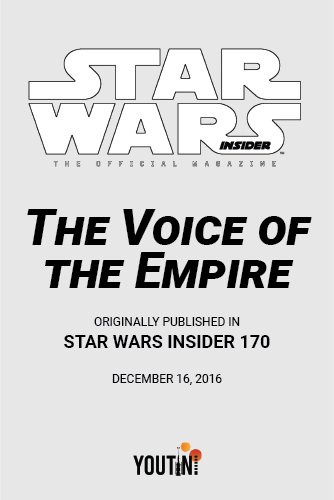 STAR
WARS
INSIDER
™
THE OFFICIAL MAGAZINE
THE VOICE OF
THE EMPIRE
ORIGINALLY PUBLISHED IN
STAR WARS INSIDER 170
DECEMBER 16, 2016
YOUTINI